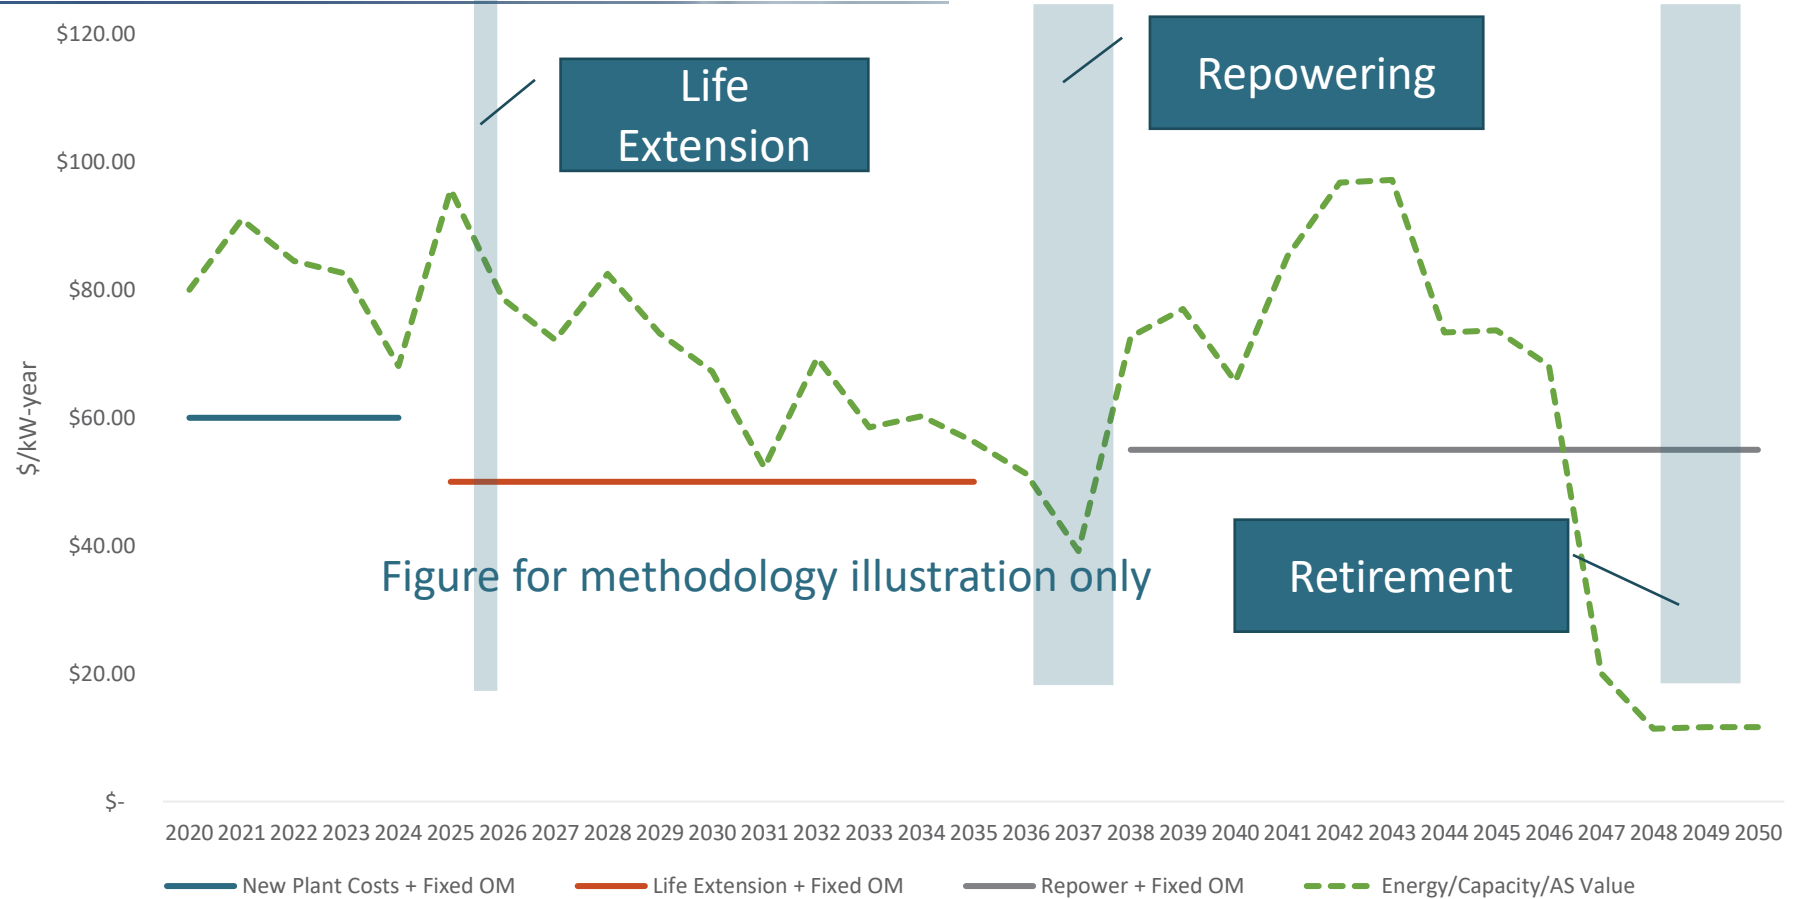 $120.00
Life
Extension
Repowering
$100.00
$80.00
$60.00
$/kW-year
$40.00
Figure for methodology illustration only
Retirement
$20.00
$-
2020 2021 2022 2023 2024 2025 2026 2027 2028 2029 2030 2031 2032 2033 2034 2035 2036 2037 2038 2039 2040 2041 2042 2043 2044 2045 2046 2047 2048 2049 2050
New Plant Costs + Fixed OM Life Extension + Fixed OM Repower + Fixed OM Energy/Capacity/AS Value